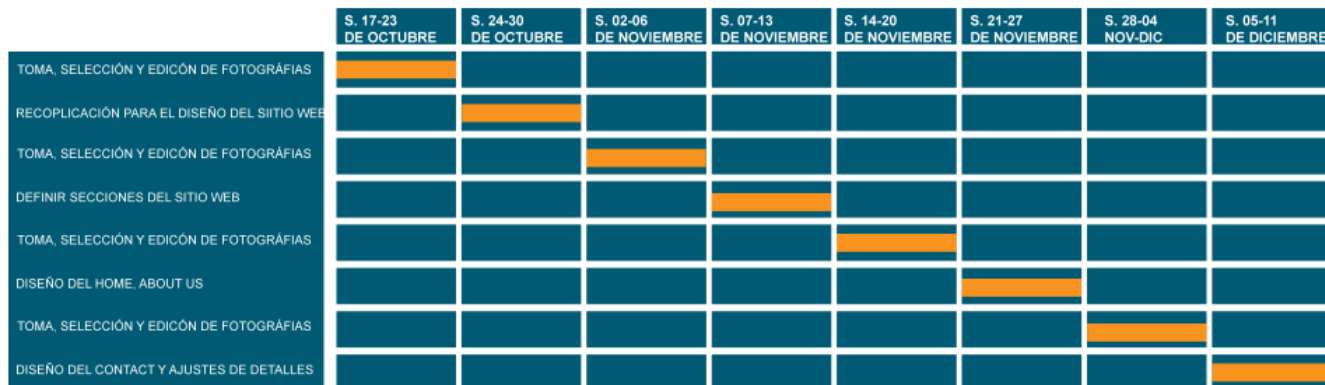 S. 17-23
DE OCTUBRE
S. 24-30
DE OCTUBRE
S. 02-06
DE NOVIEMBRE
S. 07-13
DE NOVIEMBRE
S. 14-20
DE NOVIEMBRE
S. 21-27
DE NOVIEMBRE
S. 28-04
NOV-DIC
S. 05-11
DE DICIEMBRE
TOMA, SELECCIÓN Y EDICÓN DE FOTOGRÁFIAS
RECOPLICACIÓN PARA EL DISEÑO DEL SIITIO WEB
TOMA, SELECCIÓN Y EDICÓN DE FOTOGRÁFIAS
DEFINIR SECCIONES DEL SITIO WEB
TOMA, SELECCIÓN Y EDICÓN DE FOTOGRÁFIAS
DISEÑO DEL HOME, ABOUT US
TOMA, SELECCIÓN Y EDICÓN DE FOTOGRÁFIAS
DISEÑO DEL CONTACT Y AJUSTES DE DETALLES